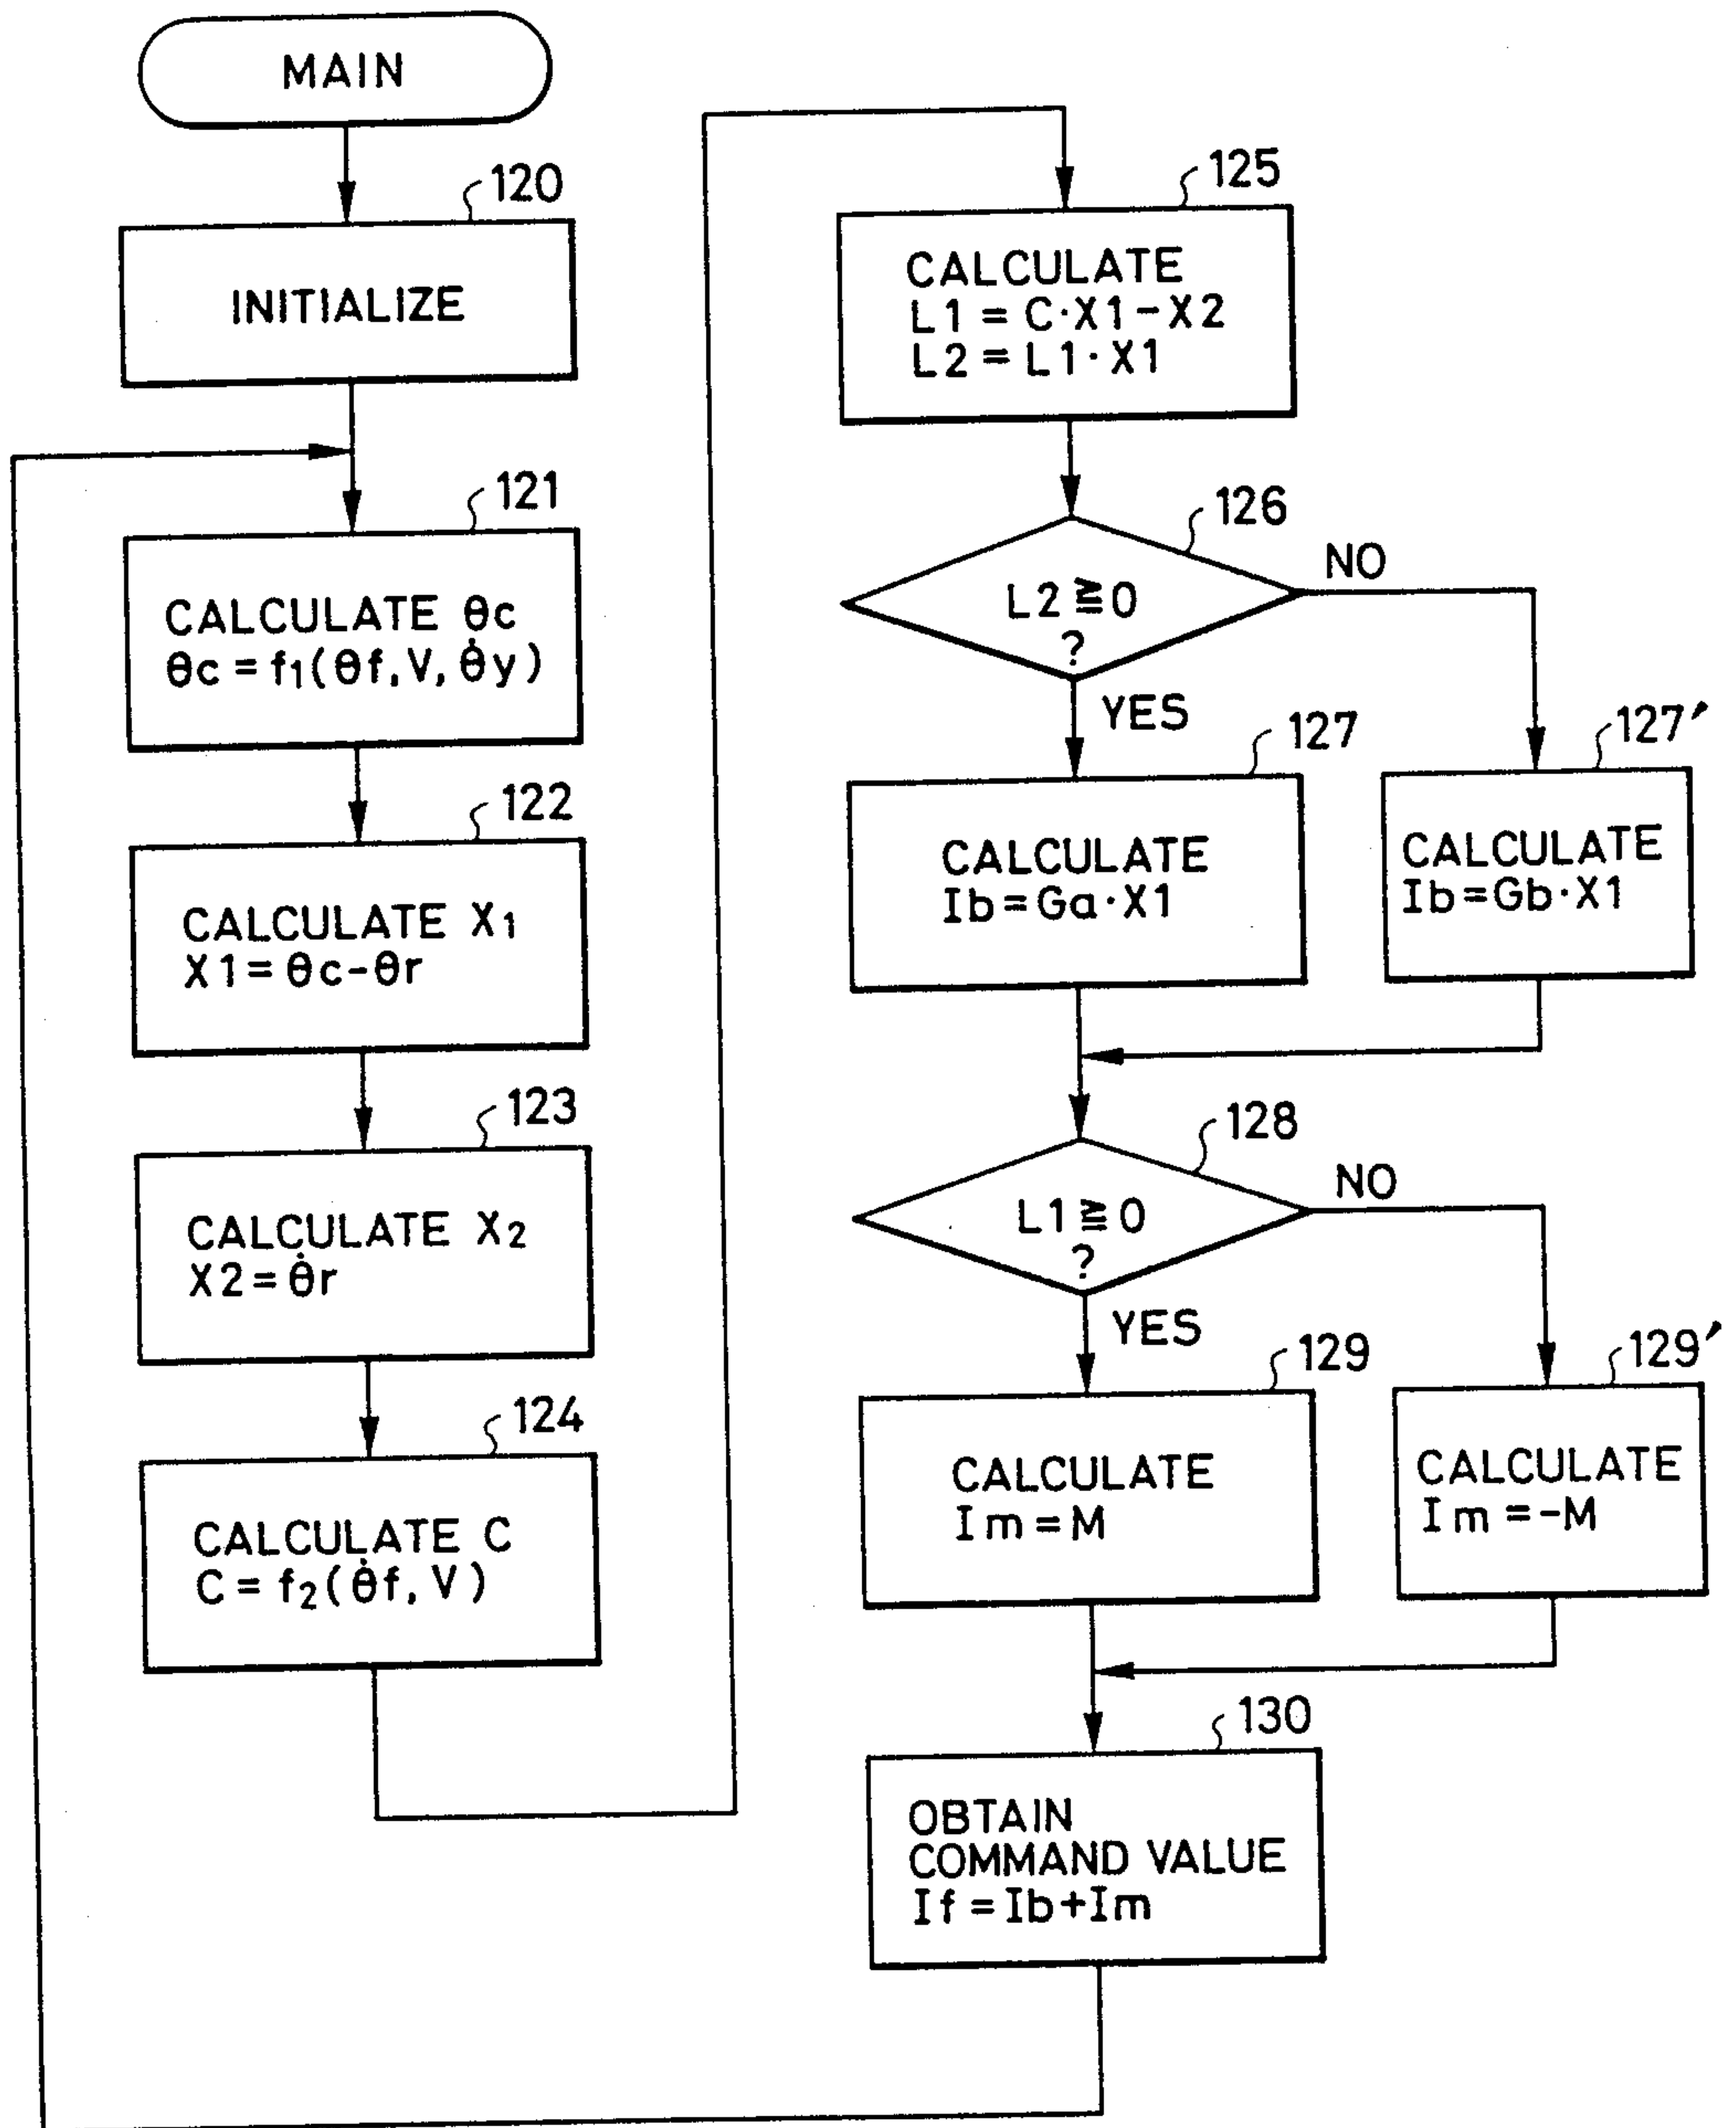 MAIN
120
INITIALIZE
121
CALCULATE θc
θc = f₁(θf, V, θ̇y)
122
CALCULATE X₁
X1 = θc-θr
123
CALCULATE X₂
X2 = θ̇r
124
CALCULATE C
C = f₂(θ̇f, V)
125
CALCULATE
L1 = C·X1-X2
L2 = L1·X1
126
L2 ≧ 0
?
NO
YES
127
CALCULATE
Ib = Ga·X1
127'
CALCULATE
Ib = Gb·X1
128
L1 ≧ 0
?
NO
YES
129
CALCULATE
Im = M
129'
CALCULATE
Im = -M
130
OBTAIN
COMMAND VALUE
If = Ib+Im